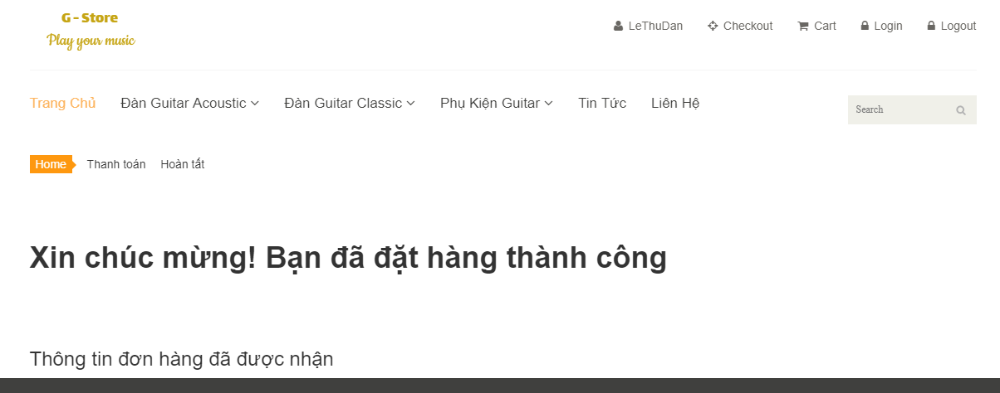 G - Store
Play your music
LeThuDan Checkout Cart Login Logout
Trang Chủ Đàn Guitar Acoustic Đàn Guitar Classic Phụ Kiện Guitar Tin Tức Liên Hệ Search
Home Thanh toán Hoàn tất
Xin chúc mừng! Bạn đã đặt hàng thành công
Thông tin đơn hàng đã được nhận